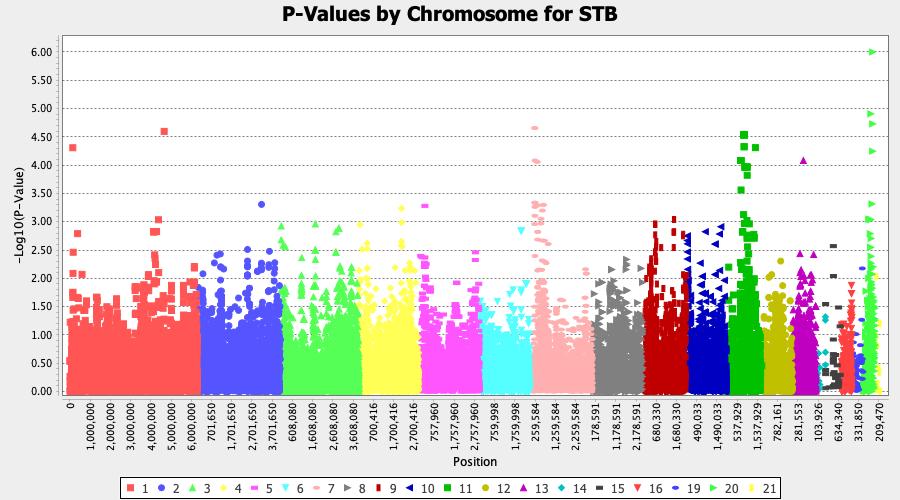 P-Values by Chromosome for STB
−Log10(P-Value)
6.00
5.50
5.00
4.50
4.00
3.50
3.00
2.50
2.00
1.50
1.00
0.50
0.00
0 1,000,000 2,000,000 3,000,000 4,000,000 5,000,000 6,000,000 701,650 1,701,650 2,701,650 3,701,650 608,080 1,608,080 2,608,080 3,608,080 700,416 1,700,416 2,700,416 757,960 1,757,960 2,757,960 759,998 1,759,998 259,584 1,259,584 2,259,584 178,591 1,178,591 2,178,591 680,330 1,680,330 490,033 1,490,033 537,929 1,537,929 782,161 281,553 103,926 634,340 331,850 209,470
Position
1 2 3 4 5 6 7 8 9 10 11 12 13 14 15 16 19 20 21